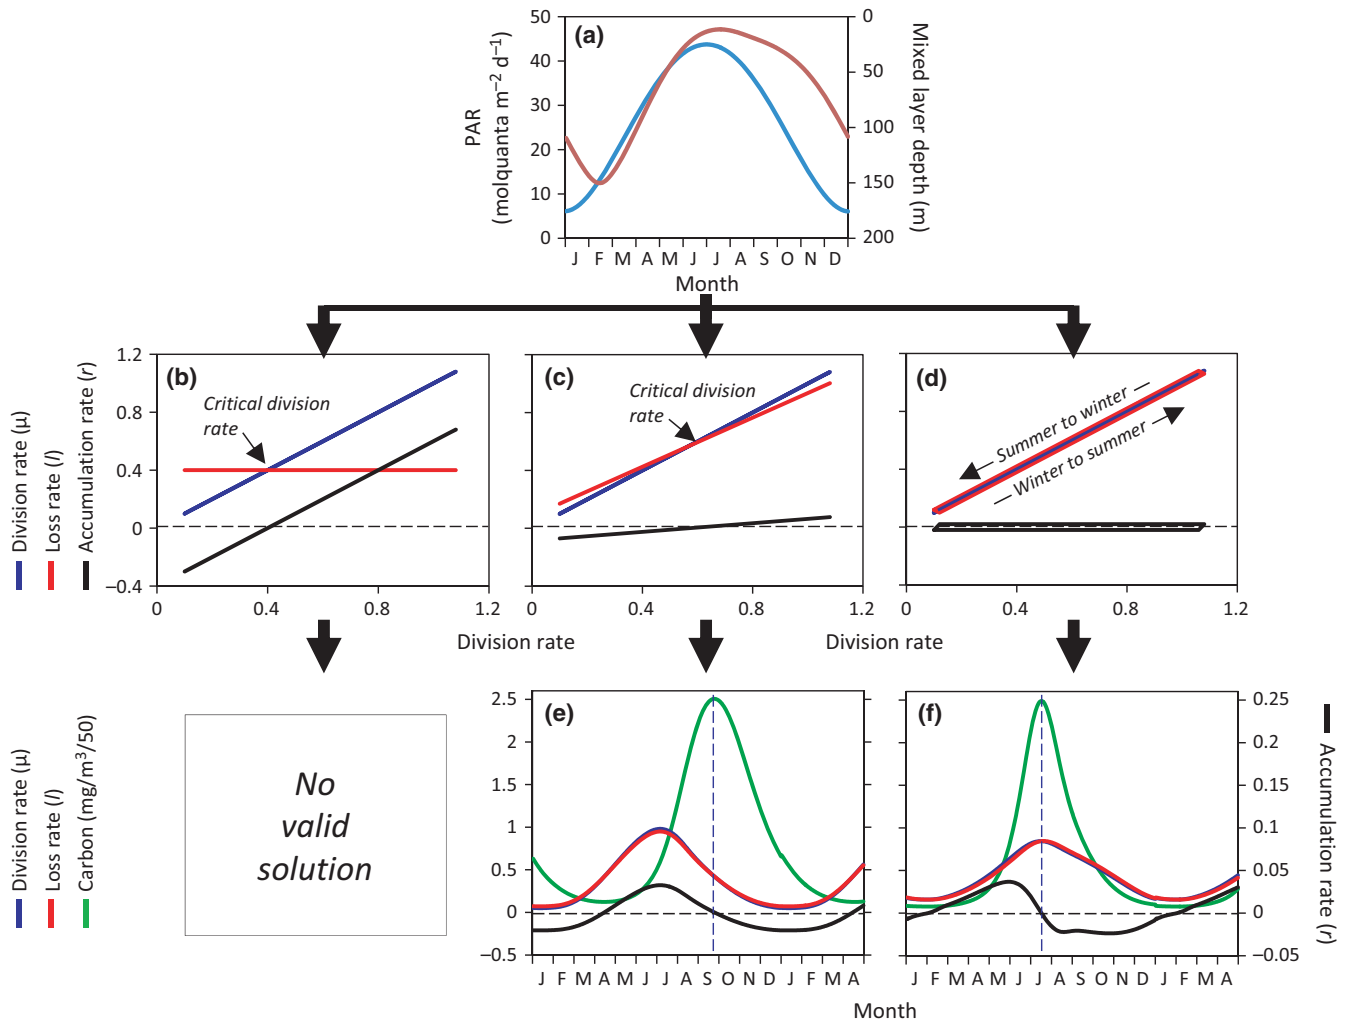 (a)
PAR
(molquanta m⁻² d⁻¹)
50
40
30
20
10
0
0
50
100
150
200
Mixed layer depth (m)
J F M A M J J A S O N D
Month
Division rate (μ)
Loss rate (l)
Accumulation rate (r)
(b)
1.2
0.8
0.4
0
–0.4
Critical division
rate
0 0.4 0.8 1.2
(c)
Critical division
rate
0 0.4 0.8 1.2
(d)
Summer to winter
Winter to summer
0 0.4 0.8 1.2
Division rate
Division rate
Division rate (μ)
Loss rate (l)
Carbon (mg/m³/50)
No
valid
solution
(e)
2.5
2
1.5
1
0.5
0
–0.5
J F M A M J J A S O N D J F M A
(f)
0.25
0.20
0.15
0.10
0.05
0
–0.05
J F M A M J J A S O N D J F M A
Accumulation rate (r)
Month